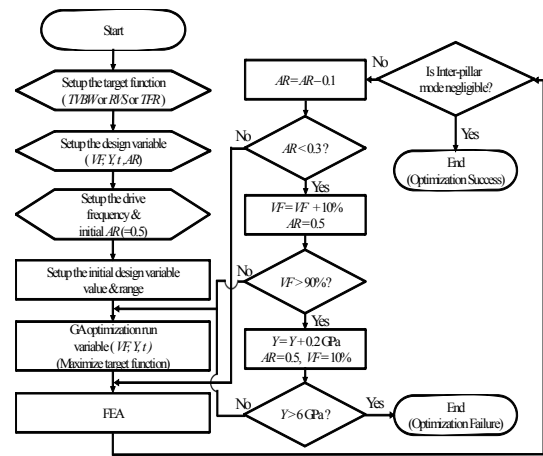 Start
Setup the target function
( TVBW or RVS or TFR)
Setup the design variable
( VF, Y, t , AR)
Setup the drive
frequency &
initial AR(=0.5)
Setup the initial design variable
value & range
GA optimization run
variable ( VF, Y, t )
(Maximize target function)
FEA
AR= AR–0.1
No
AR < 0.3 ?
Yes
VF = VF + 10%
AR=0.5
No
VF > 90%?
Yes
Y = Y + 0.2 GPa
AR=0.5, VF = 10%
No
Y > 6 GPa ?
Yes
No
Is Inter-pillar
mode negligible?
Yes
End
(Optimization Success)
End
(Optimization Failure)